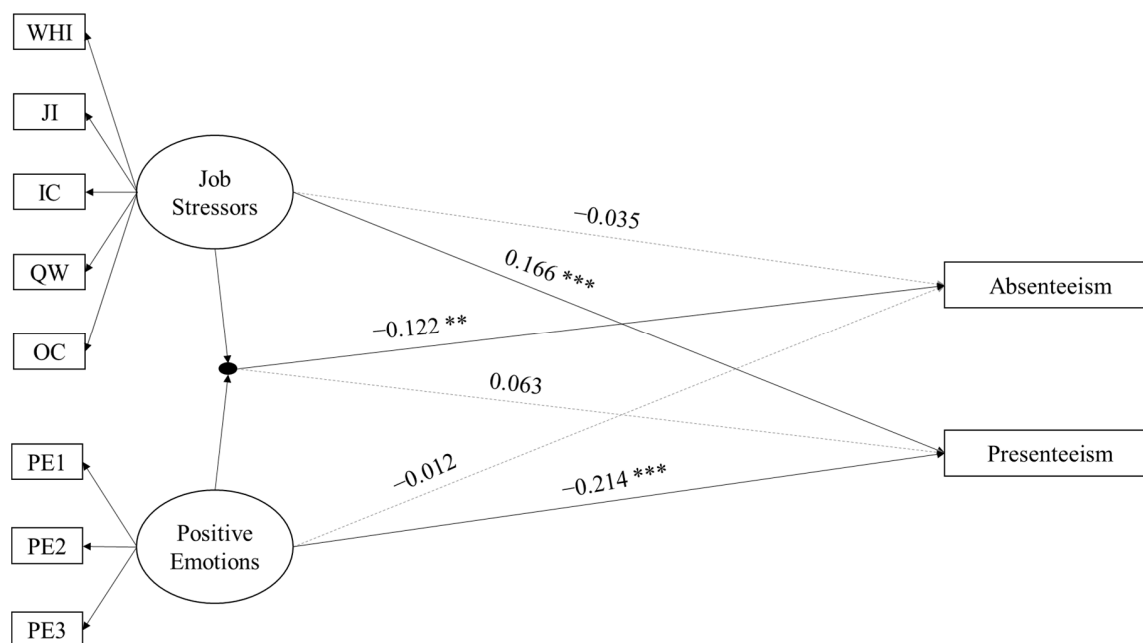 WHI
JI
IC
QW
OC
Job
Stressors
−0.035
0.166 ***
−0.122 **
0.063
−0.012
−0.214 ***
Absenteeism
Presenteeism
PE1
PE2
PE3
Positive
Emotions